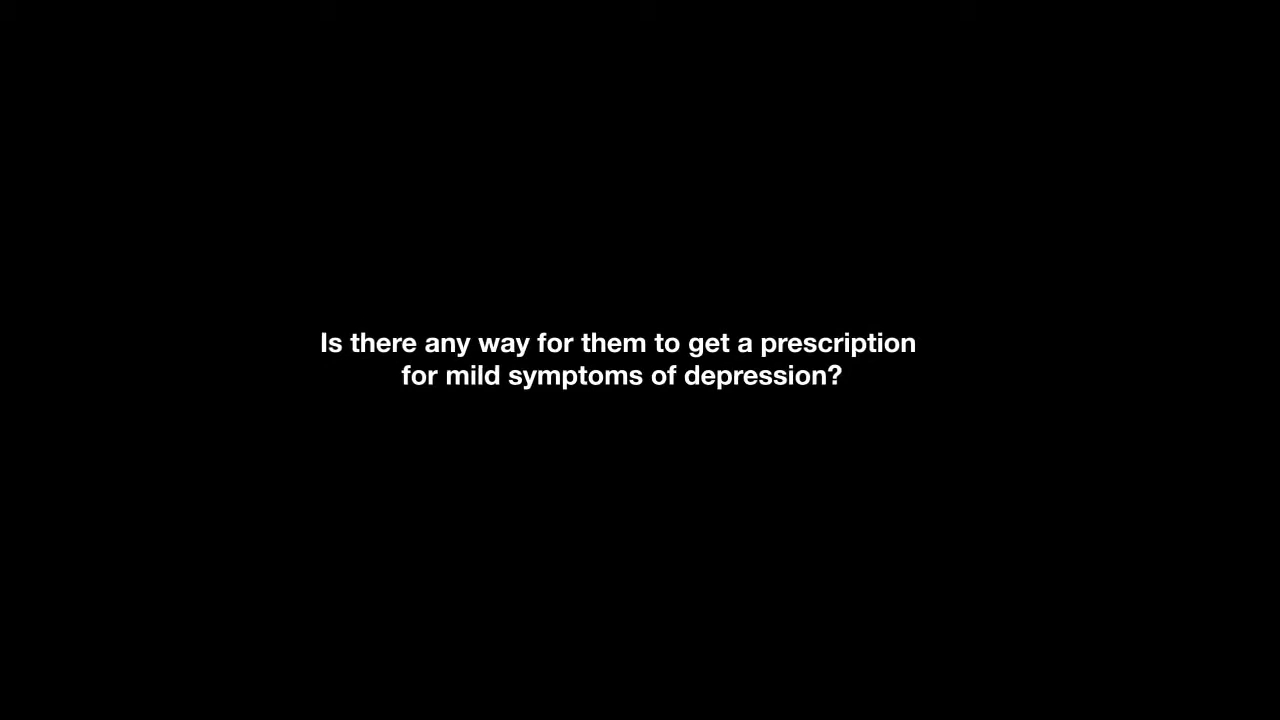 Is there any way for them to get a prescription
for mild symptoms of depression?